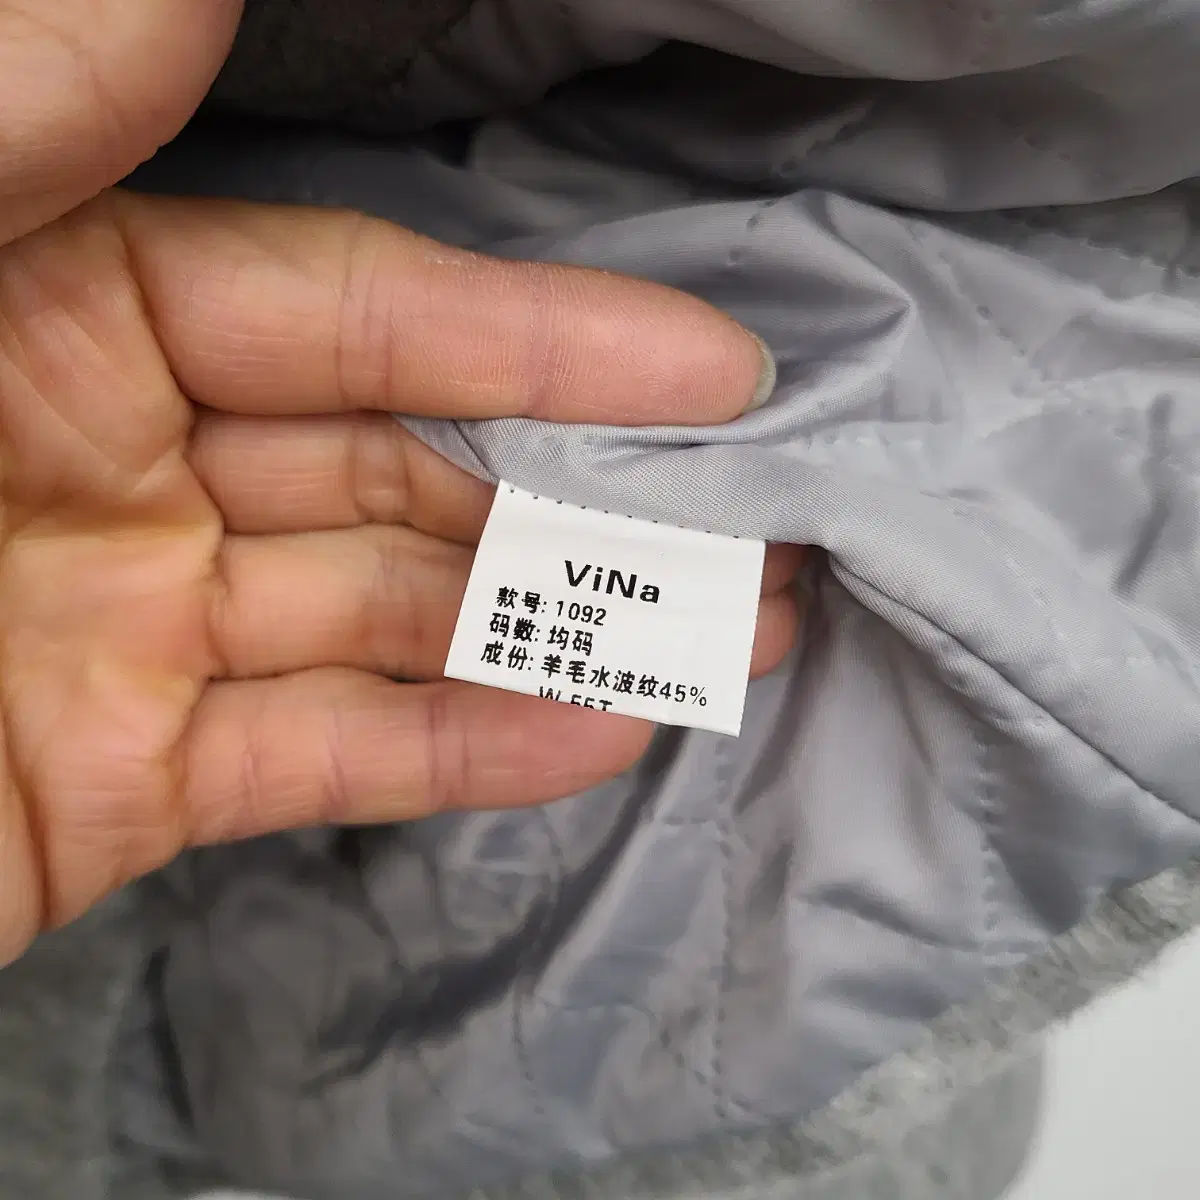 ViNa
款号: 1092
码数: 均码
成份: 羊毛水波纹45%